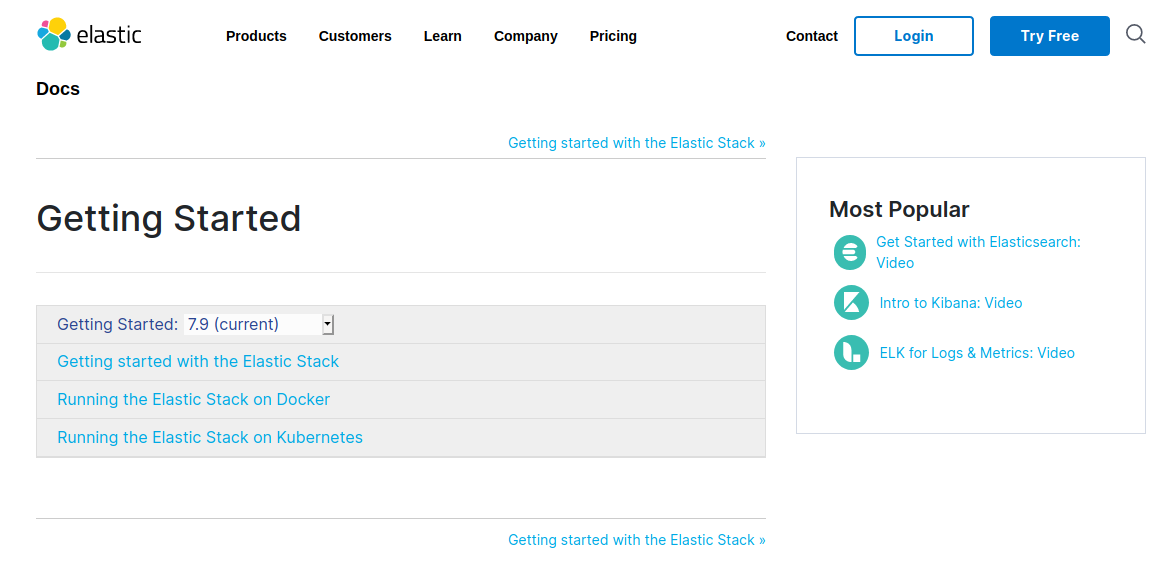 elastic
Products Customers Learn Company Pricing Contact Login Try Free
Docs
Getting started with the Elastic Stack »
Getting Started
Getting Started: 7.9 (current)
Getting started with the Elastic Stack
Running the Elastic Stack on Docker
Running the Elastic Stack on Kubernetes
Getting started with the Elastic Stack »
Most Popular
Get Started with Elasticsearch:
Video
Intro to Kibana: Video
ELK for Logs & Metrics: Video